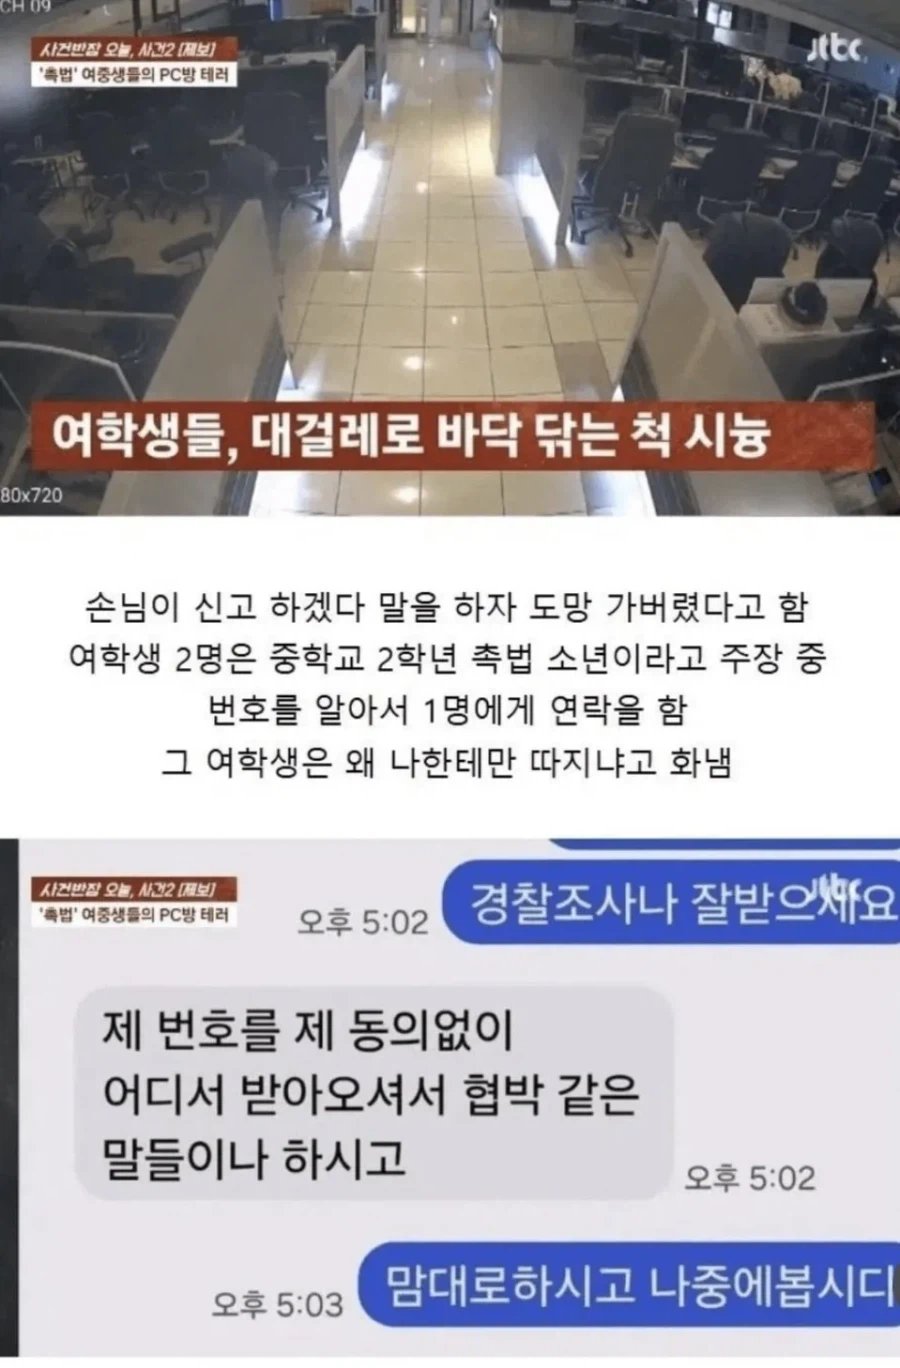 CH 09
사건반장 오늘, 사건2 [제보]
'촉법' 여중생들의 PC방 테러
jtbc
여학생들, 대걸레로 바닥 닦는 척 시늉
80x720
손님이 신고 하겠다 말을 하자 도망 가버렸다고 함
여학생 2명은 중학교 2학년 촉법 소년이라고 주장 중
번호를 알아서 1명에게 연락을 함
그 여학생은 왜 나한테만 따지냐고 화냄
사건반장 오늘, 사건2 [제보]
'촉법' 여중생들의 PC방 테러
jtbc
오후 5:02
경찰조사나 잘받으세요
제 번호를 제 동의없이
어디서 받아오셔서 협박 같은
말들이나 하시고
오후 5:02
오후 5:03
맘대로하시고 나중에봅시디